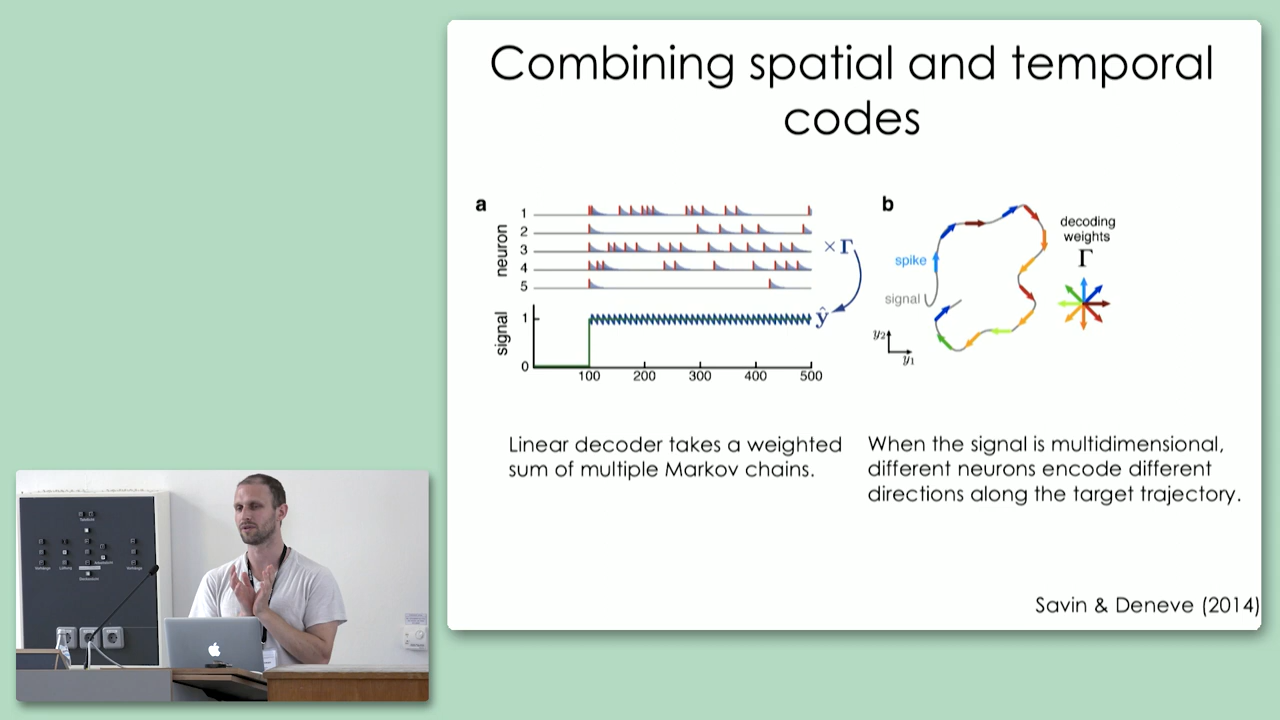 Combining spatial and temporal
codes
a
neuron
1
2
3
4
5
×Γ
signal
1
0
ŷ
100 200 300 400 500
b
spike
signal
y₂
y₁
decoding
weights
Γ
Linear decoder takes a weighted
sum of multiple Markov chains.
When the signal is multidimensional,
different neurons encode different
directions along the target trajectory.
Savin & Deneve (2014)